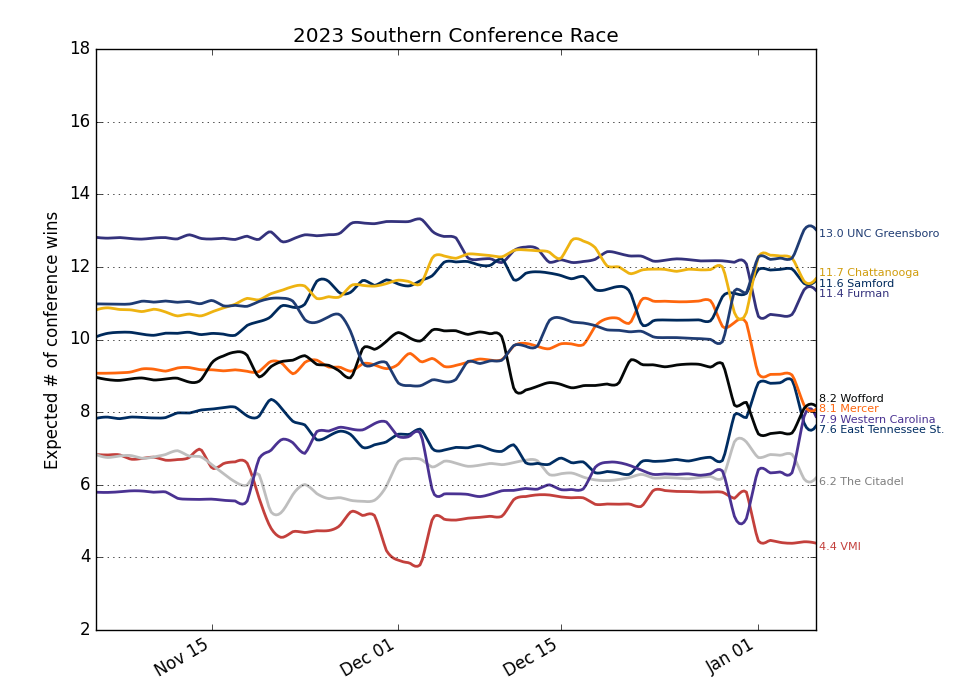 2023 Southern Conference Race
Expected # of conference wins
18
16
14
12
10
8
6
4
2
Nov 15
Dec 01
Dec 15
Jan 01
13.0 UNC Greensboro
11.7 Chattanooga
11.6 Samford
11.4 Furman
8.2 Wofford
8.1 Mercer
7.9 Western Carolina
7.6 East Tennessee St.
6.2 The Citadel
4.4 VMI